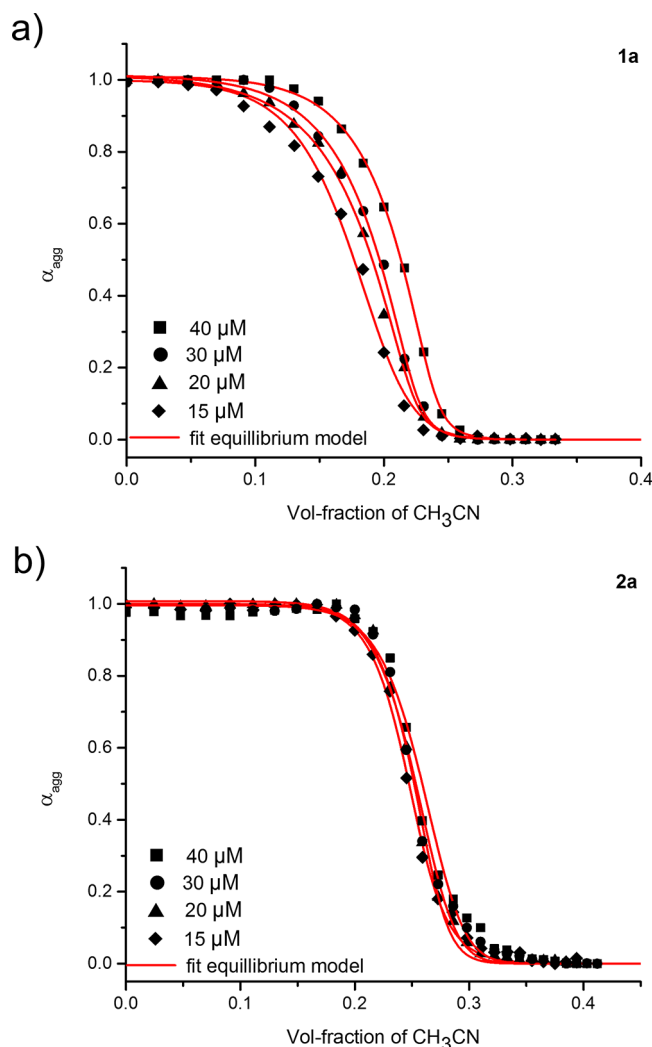 a)
1a
1.0
0.8
0.6
0.4
0.2
0.0
αagg
40 µM
30 µM
20 µM
15 µM
fit equillibrium model
0.0 0.1 0.2 0.3 0.4
Vol-fraction of CH3CN
b)
2a
1.0
0.8
0.6
0.4
0.2
0.0
αagg
40 µM
30 µM
20 µM
15 µM
fit equillibrium model
0.0 0.1 0.2 0.3 0.4
Vol-fraction of CH3CN